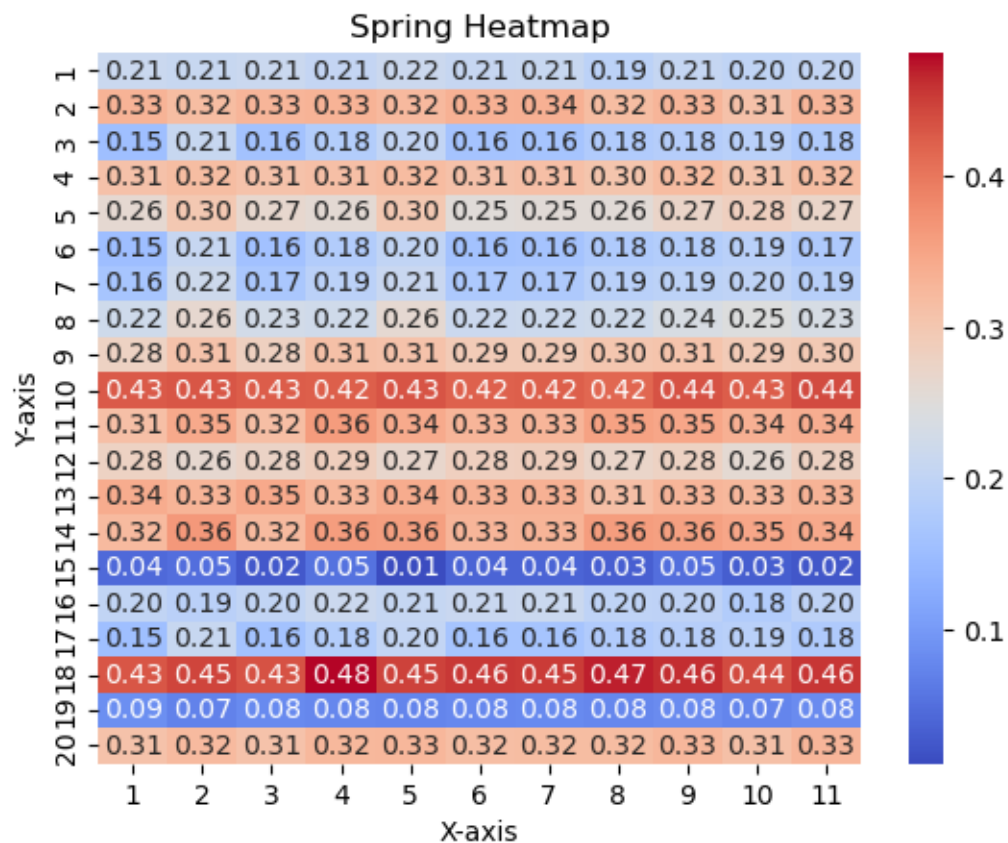 Spring Heatmap
1 0.21 0.21 0.21 0.21 0.22 0.21 0.21 0.19 0.21 0.20 0.20
2 0.33 0.32 0.33 0.33 0.32 0.33 0.34 0.32 0.33 0.31 0.33
3 0.15 0.21 0.16 0.18 0.20 0.16 0.16 0.18 0.18 0.19 0.18
4 0.31 0.32 0.31 0.31 0.32 0.31 0.31 0.30 0.32 0.31 0.32
5 0.26 0.30 0.27 0.26 0.30 0.25 0.25 0.26 0.27 0.28 0.27
6 0.15 0.21 0.16 0.18 0.20 0.16 0.16 0.18 0.18 0.19 0.17
7 0.16 0.22 0.17 0.19 0.21 0.17 0.17 0.19 0.19 0.20 0.19
8 0.22 0.26 0.23 0.22 0.26 0.22 0.22 0.22 0.24 0.25 0.23
9 0.28 0.31 0.28 0.31 0.31 0.29 0.29 0.30 0.31 0.29 0.30
10 0.43 0.43 0.43 0.42 0.43 0.42 0.42 0.42 0.44 0.43 0.44
11 0.31 0.35 0.32 0.36 0.34 0.33 0.33 0.35 0.35 0.34 0.34
12 0.28 0.26 0.28 0.29 0.27 0.28 0.29 0.27 0.28 0.26 0.28
13 0.34 0.33 0.35 0.33 0.34 0.33 0.33 0.31 0.33 0.33 0.33
14 0.32 0.36 0.32 0.36 0.36 0.33 0.33 0.36 0.36 0.35 0.34
15 0.04 0.05 0.02 0.05 0.01 0.04 0.04 0.03 0.05 0.03 0.02
16 0.20 0.19 0.20 0.22 0.21 0.21 0.21 0.20 0.20 0.18 0.20
17 0.15 0.21 0.16 0.18 0.20 0.16 0.16 0.18 0.18 0.19 0.18
18 0.43 0.45 0.43 0.48 0.45 0.46 0.45 0.47 0.46 0.44 0.46
19 0.09 0.07 0.08 0.08 0.08 0.08 0.08 0.08 0.08 0.07 0.08
20 0.31 0.32 0.31 0.32 0.33 0.32 0.32 0.32 0.33 0.31 0.33
1 2 3 4 5 6 7 8 9 10 11
X-axis
Y-axis
0.4
0.3
0.2
0.1